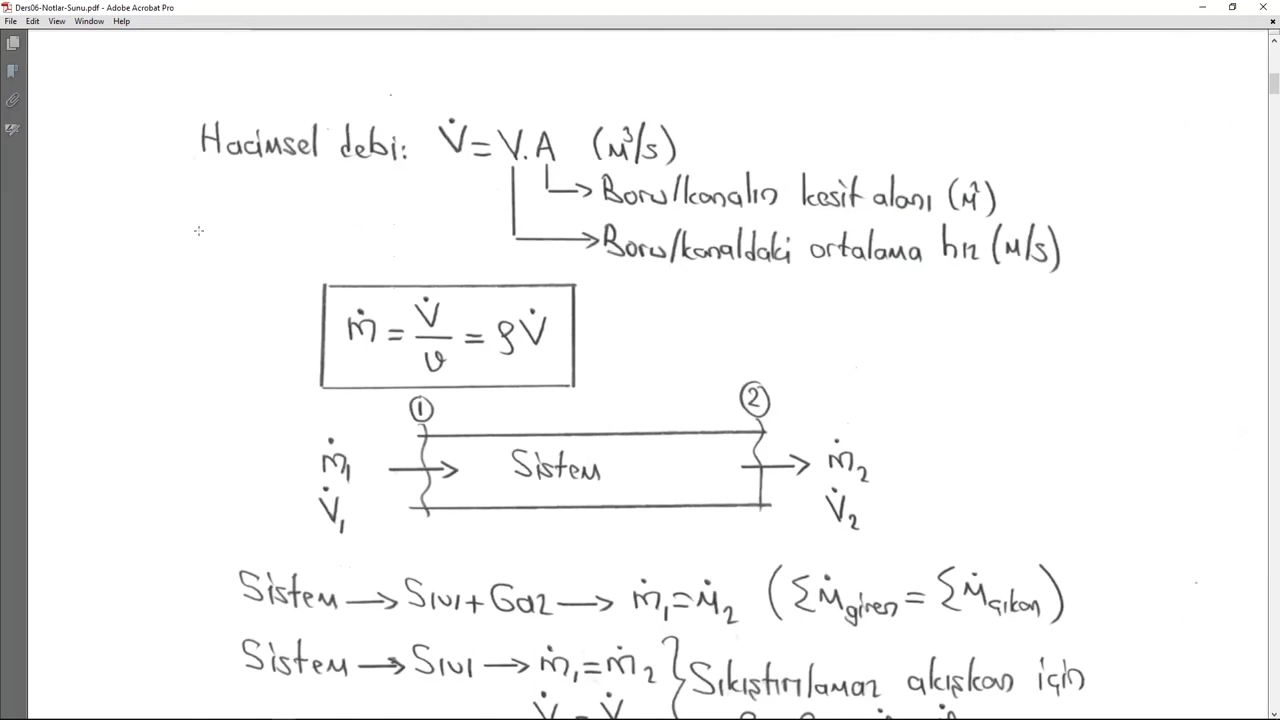 Ders06-Notlar-Sunu.pdf - Adobe Acrobat Pro
File Edit View Window Help
Hacimsel debi: V̇ = V.A (m³/s)
→ Boru/kanalın kesit alanı (m²)
→ Boru/kanaldaki ortalama hız (m/s)
ṁ = V̇/υ = ρV̇
① ②
ṁ₁ → Sistem → ṁ₂
V̇₁ V̇₂
Sistem → Sıvı+Gaz → ṁ₁=ṁ₂ (Σṁgiren = Σṁçıkan)
Sistem → Sıvı → ṁ₁=ṁ₂ } Sıkıştırılamaz akışkan için